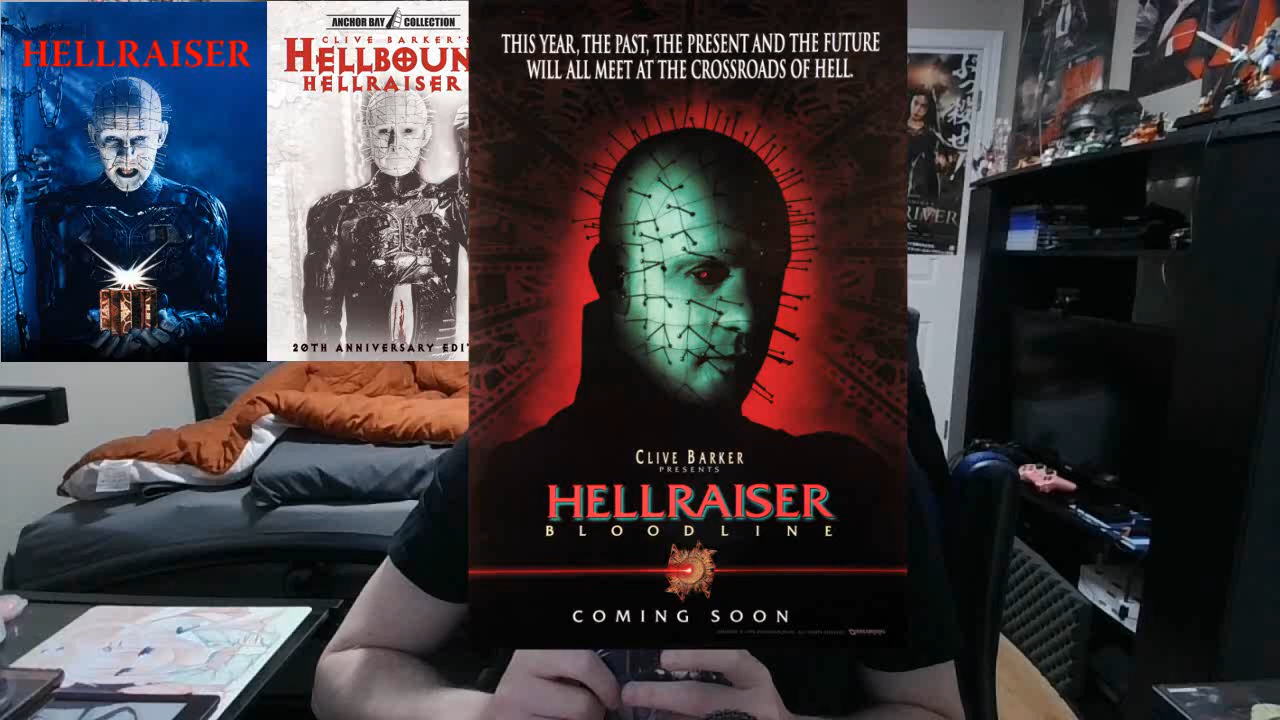 HELLRAISER
ANCHOR BAY COLLECTION
CLIVE BARKER'S
HELLBOUN
HELLRAISER
20TH ANNIVERSARY EDI
THIS YEAR, THE PAST, THE PRESENT AND THE FUTURE
WILL ALL MEET AT THE CROSSROADS OF HELL.
CLIVE BARKER
PRESENTS
HELLRAISER
BLOODLINE
COMING SOON
RIVER